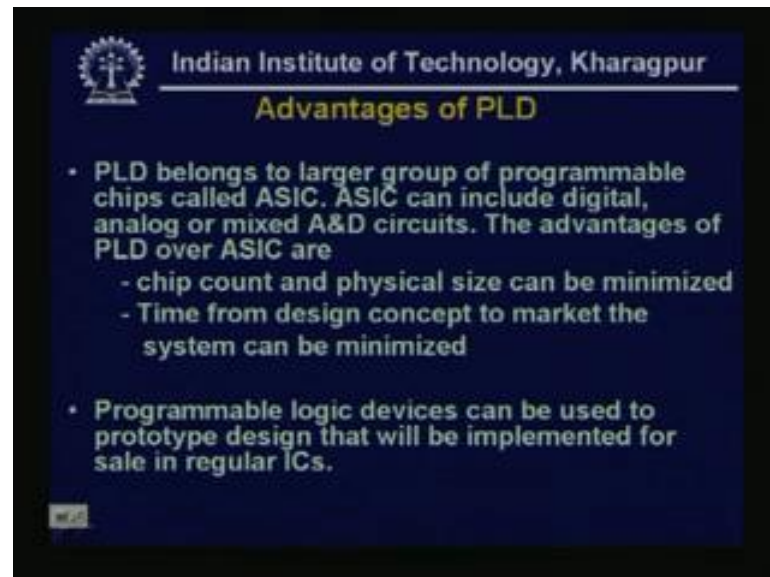 Indian Institute of Technology, Kharagpur
Advantages of PLD
• PLD belongs to larger group of programmable
chips called ASIC. ASIC can include digital,
analog or mixed A&D circuits. The advantages of
PLD over ASIC are
- chip count and physical size can be minimized
- Time from design concept to market the
system can be minimized
• Programmable logic devices can be used to
prototype design that will be implemented for
sale in regular ICs.